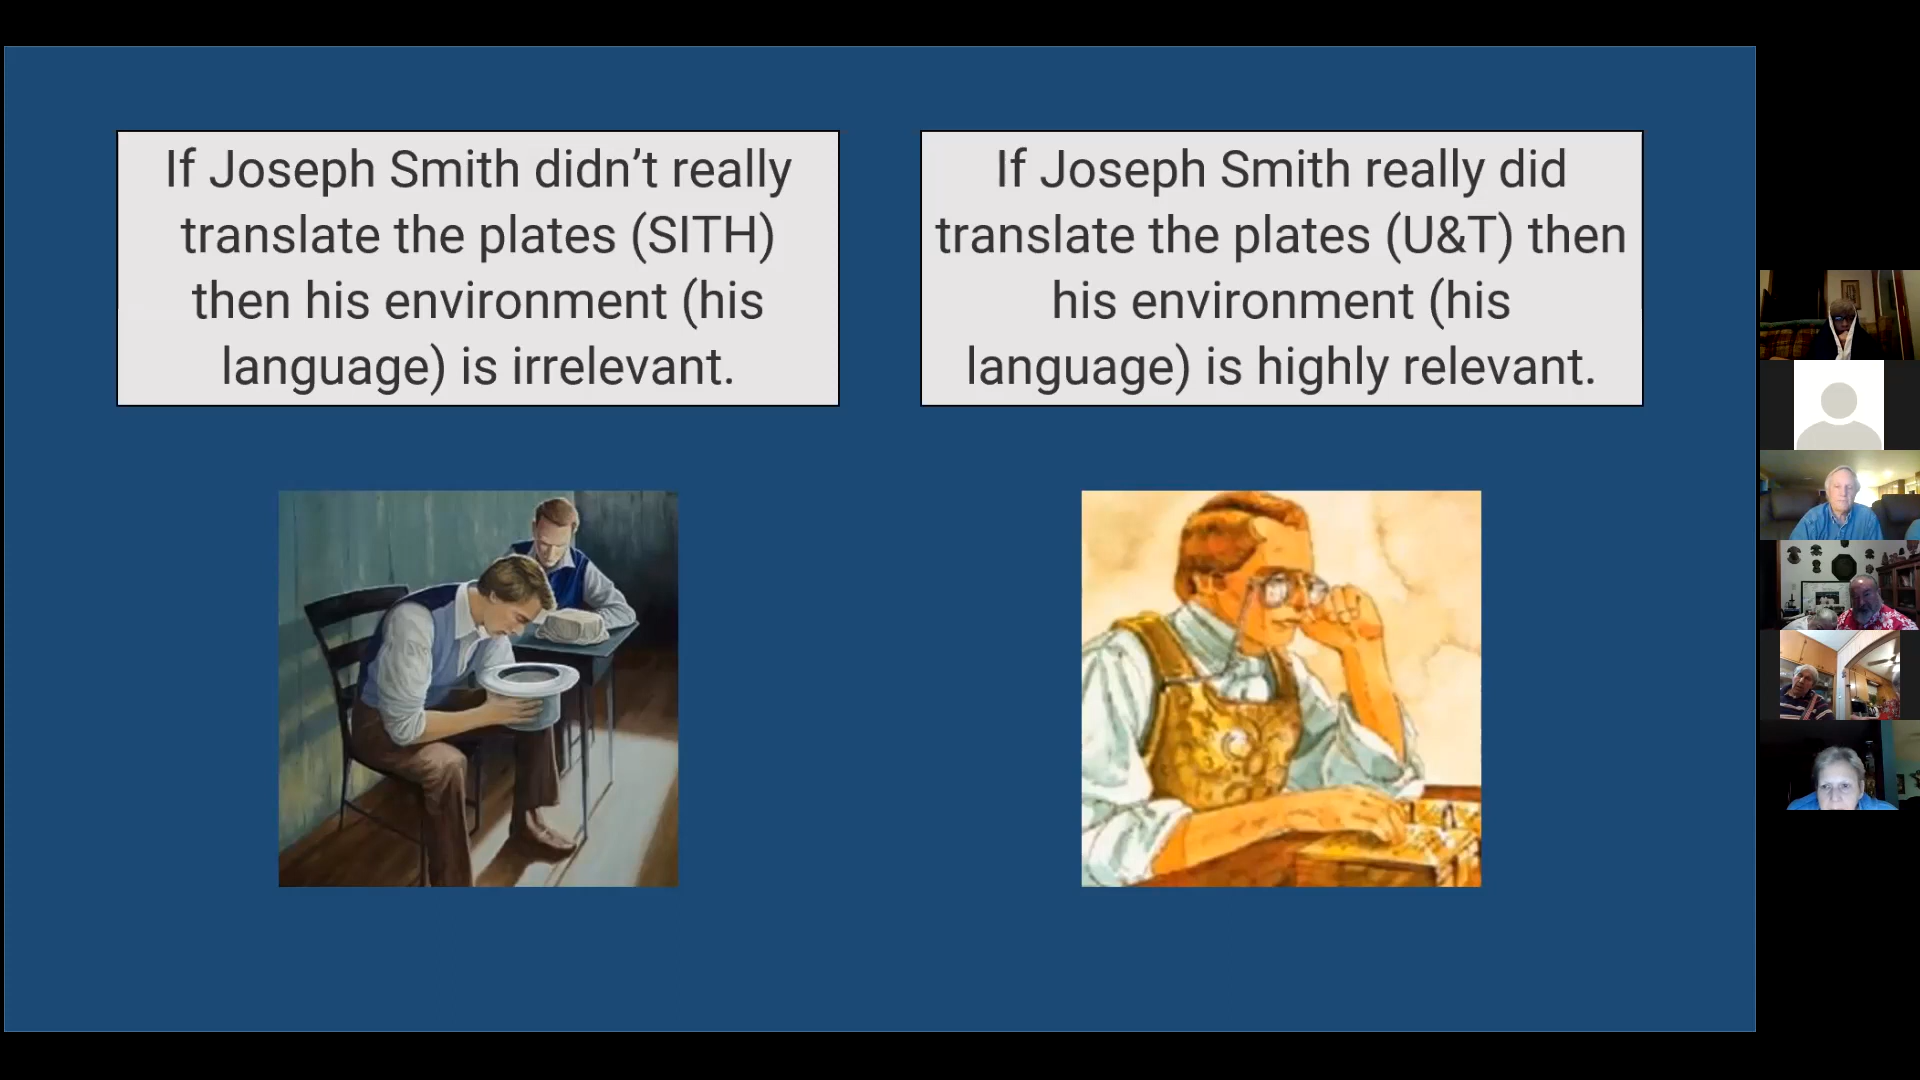 If Joseph Smith didn’t really
translate the plates (SITH)
then his environment (his
language) is irrelevant.
If Joseph Smith really did
translate the plates (U&T) then
his environment (his
language) is highly relevant.